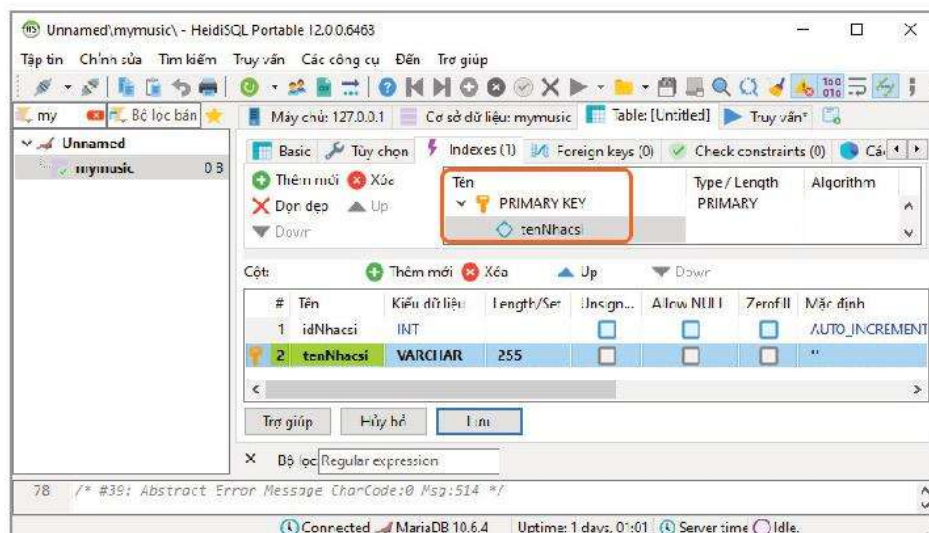 Unnamed\mymusic\ - HeidiSQL Portable 12.0.0.6463
Tập tin Chỉnh sửa Tìm kiếm Truy vấn Các công cụ Đến Trợ giúp
my Bộ lọc bản Máy chủ: 127.0.0.1 Cơ sở dữ liệu: mymusic Table: [Untitled] Truy vấn*
Unnamed
mymusic 0 B
Basic Tùy chọn Indexes (1) Foreign keys (0) Check constraints (0)
Thêm mới Xóa
Dọn dẹp Up
Down
Tên Type / Length Algorithm
PRIMARY KEY PRIMARY
tenNhacsi
Cột: Thêm mới Xóa Up Down
# Tên Kiểu dữ liệu Length/Set Unsign... Allow NULL Zerofill Mặc định
1 idNhacsi INT AUTO_INCREMENT
2 tenNhacsi VARCHAR 255 ''
Trợ giúp Hủy bỏ Lưu
Bộ lọc Regular expression
78 /* #39; Abstract Error Message CharCode:0 Msg:514 */
Connected MariaDB 10.6.4 Uptime: 1 days, 01:01 Server time Idle.